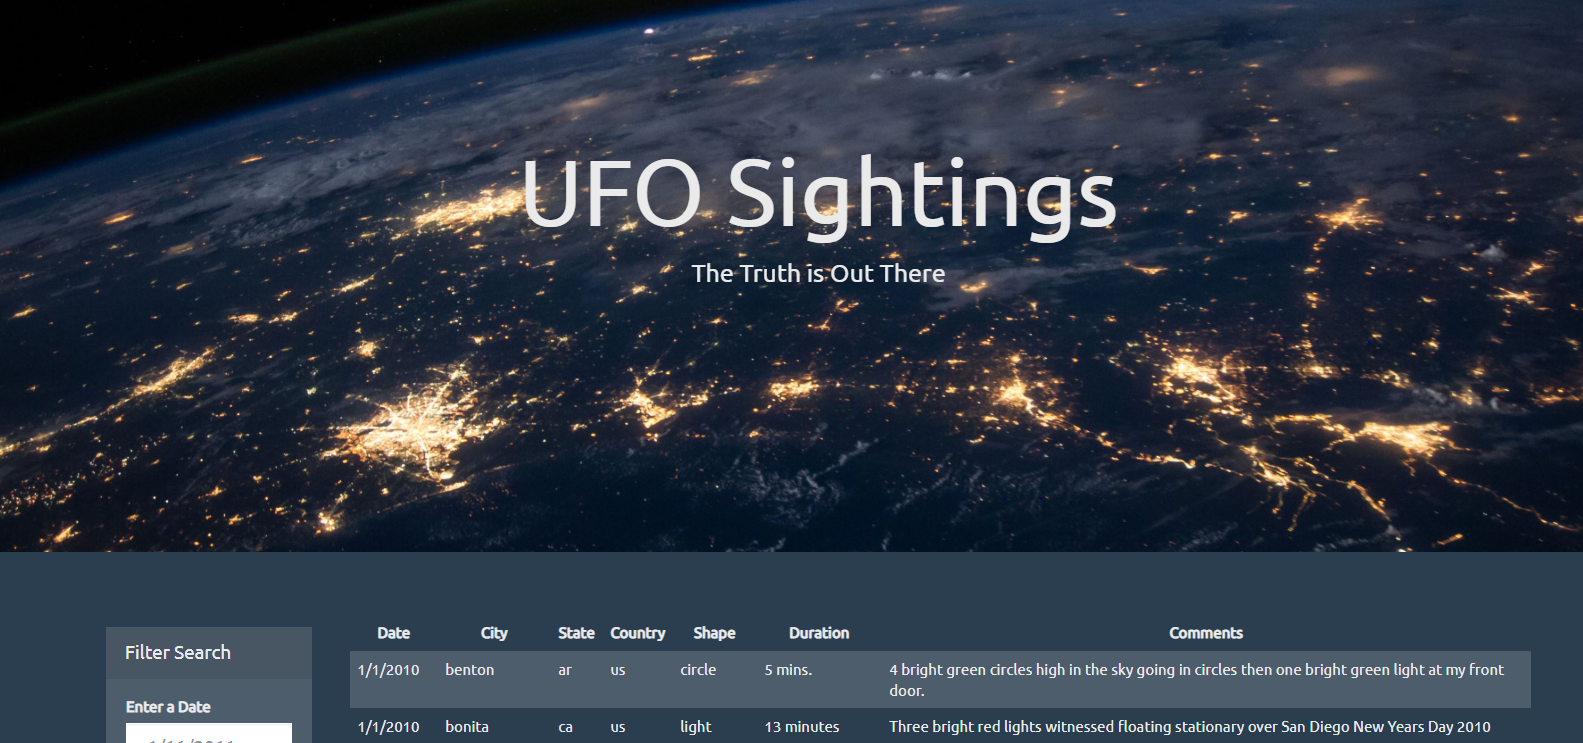 UFO Sightings
The Truth is Out There
Filter Search
Enter a Date
Date City State Country Shape Duration Comments
1/1/2010 benton ar us circle 5 mins. 4 bright green circles high in the sky going in circles then one bright green light at my front
door.
1/1/2010 bonita ca us light 13 minutes Three bright red lights witnessed floating stationary over San Diego New Years Day 2010